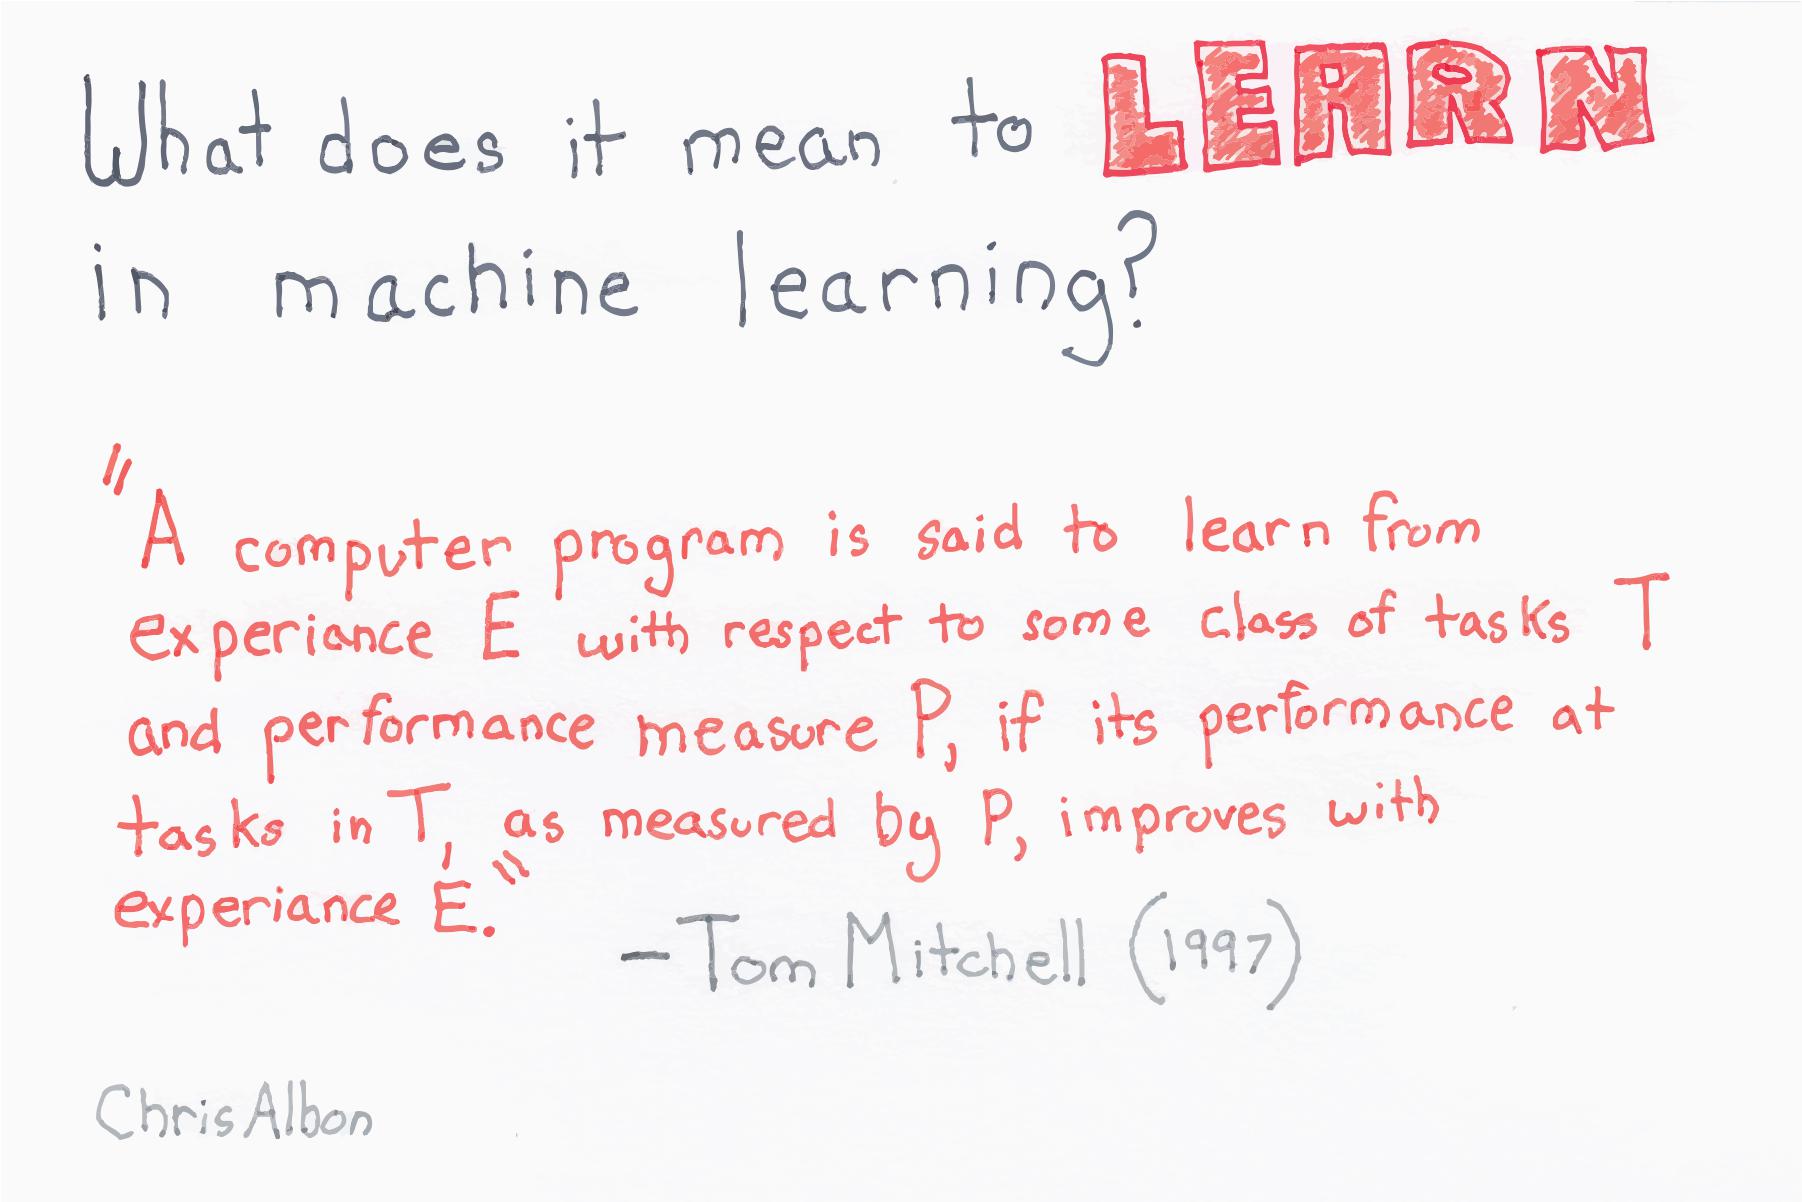 What does it mean to LEARN
in machine learning?
"A computer program is said to learn from
experiance E with respect to some class of tasks T
and performance measure P, if its performance at
tasks in T, as measured by P, improves with
experiance E."
-Tom Mitchell (1997)
Chris Albon